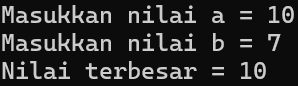 Masukkan nilai a = 10
Masukkan nilai b = 7
Nilai terbesar = 10